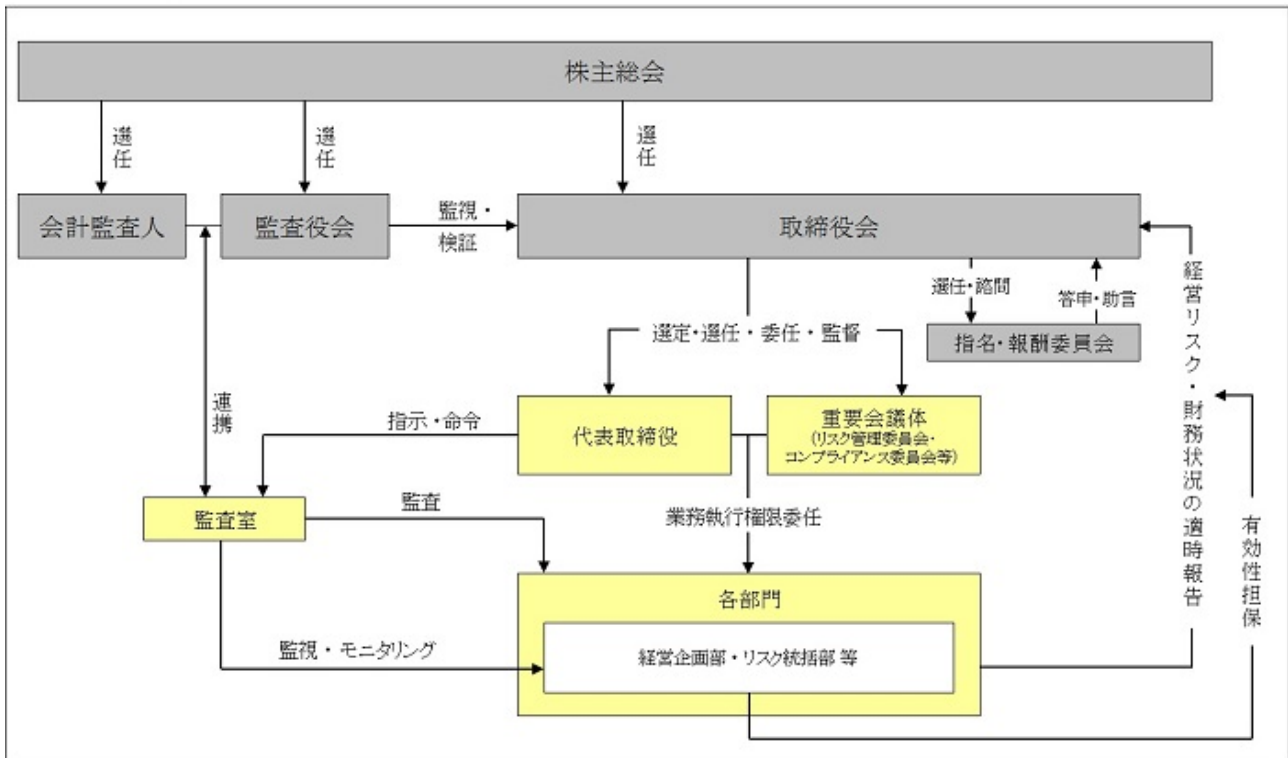 株主総会
選任
選任
選任
会計監査人
監査役会
監視・
検証
取締役会
選任・諮問
答申・助言
指名・報酬委員会
経営リスク・財務状況の適時報告
選定・選任・委任・監督
連携
指示・命令
代表取締役
重要会議体
(リスク管理委員会・
コンプライアンス委員会等)
監査室
監査
業務執行権限委任
有効性担保
各部門
監視・モニタリング
経営企画部・リスク統括部 等